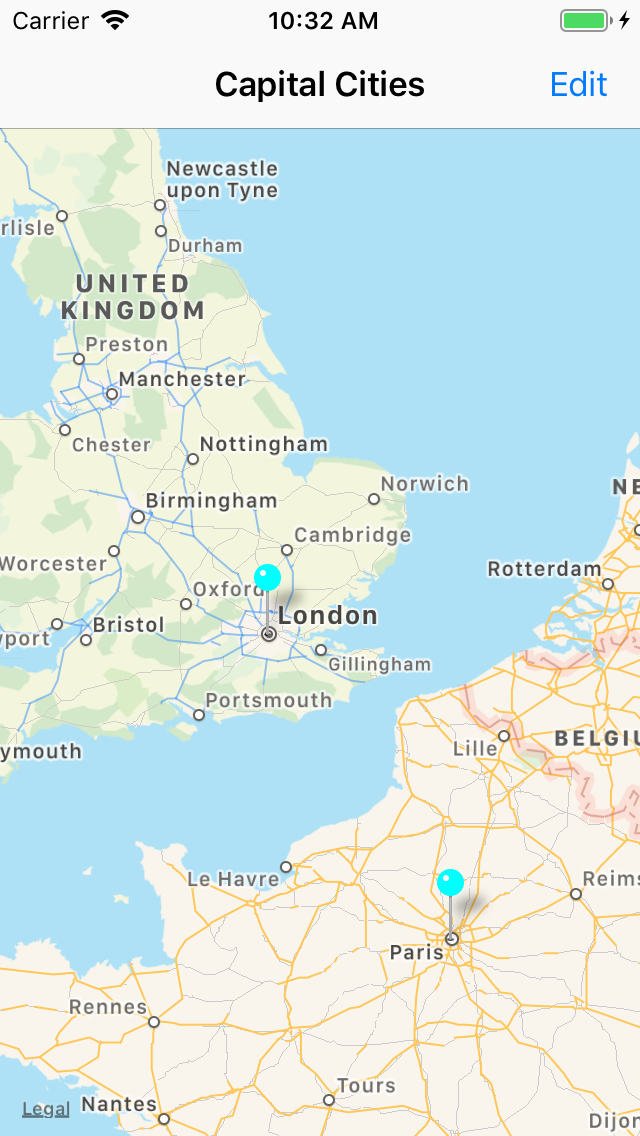 Carrier 10:32 AM
Capital Cities Edit
Newcastle
upon Tyne
rlisle
Durham
UNITED
KINGDOM
Preston
Manchester
Chester
Nottingham
Norwich
NE
Birmingham
Cambridge
Worcester
Rotterdam
Oxford
London
Bristol
wport
Gillingham
Portsmouth
Lille
BELGIU
ymouth
Le Havre
Reims
Paris
Rennes
Tours
Legal
Nantes
Dijon